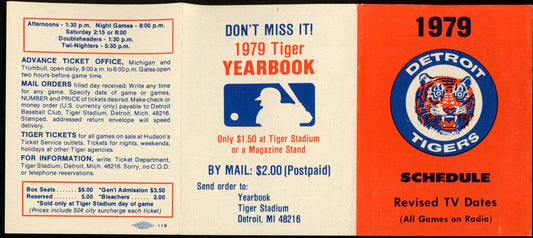 Afternoons - 1:30 p.m. Night Games - 8:00 p.m.
Saturday 2:15 or 8:00
Doubleheaders - 1:30 p.m.
Twi-Nighters - 5:30 p.m.
ADVANCE TICKET OFFICE, Michigan and
Trumbull, open daily, 9:00 a.m. to 6:00 p.m. Gates open
two hours before game time.
MAIL ORDERS filled day received. Write any time
for any game. Specify date of game or games,
NUMBER and PRICE of tickets desired. Make check or
money order (U.S. currency only) payable to Detroit
Baseball Club, Tiger Stadium, Detroit, Mich. 48216.
Stamped, addressed return envelope will speed
delivery.
TIGER TICKETS for all games on sale at Hudson's
Ticket Service outlets. Tickets for nights, weekends,
holidays at other Tiger agencies.
FOR INFORMATION, write: Ticket Department,
Tiger Stadium, Detroit, Mich. 48216. (No C.O.D.)
Box Seats ....... $6.00 *Gen'l Admission $3.50
Reserved ....... 5.00 *Bleachers ....... 2.00
*Sold only at Tiger Stadium day of game
(Prices include 50¢ city surcharge each ticket)
119
DON'T MISS IT!
1979 Tiger
YEARBOOK
Only $1.50 at Tiger Stadium
or a Magazine Stand
BY MAIL: $2.00 (Postpaid)
Send order to:
Yearbook
Tiger Stadium
Detroit, MI 48216
1979
DETROIT
TIGERS
SCHEDULE
Revised TV Dates
(All Games on Radio)